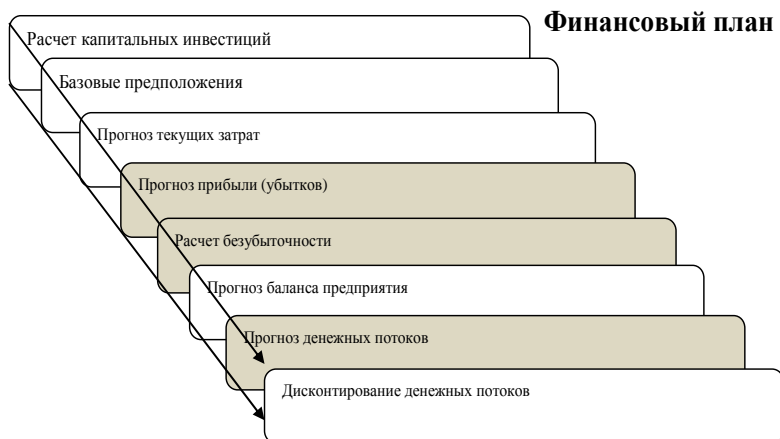 Финансовый план
Расчет капитальных инвестиций
Базовые предположения
Прогноз текущих затрат
Прогноз прибыли (убытков)
Расчет безубыточности
Прогноз баланса предприятия
Прогноз денежных потоков
Дисконтирование денежных потоков